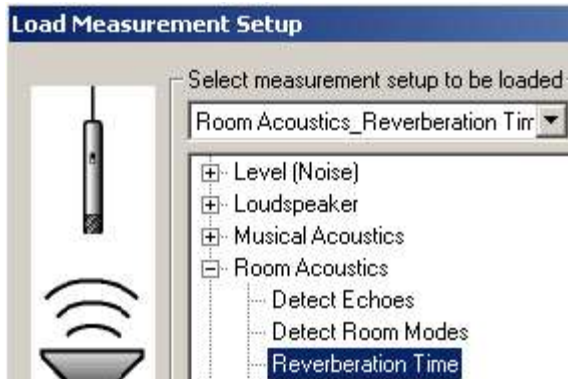 Load Measurement Setup
Select measurement setup to be loaded
Room Acoustics_Reverberation Tim
Level (Noise)
Loudspeaker
Musical Acoustics
Room Acoustics
Detect Echoes
Detect Room Modes
Reverberation Time